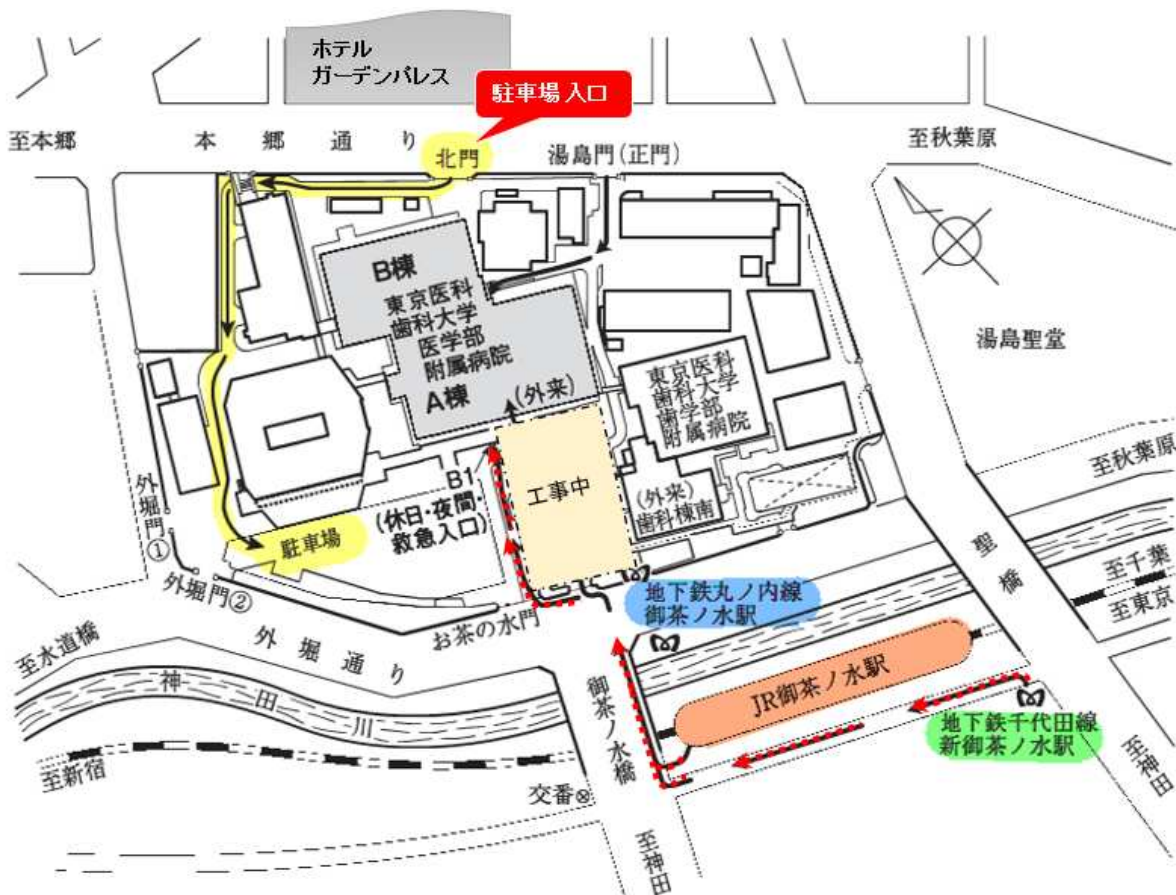 ホテル
ガーデンパレス
駐車場 入口
至本郷
本郷通り
北門
湯島門(正門)
至秋葉原
B棟
東京医科
歯科大学
医学部
附属病院
A棟
(外来)
東京医科
歯科大学
歯学部
附属病院
湯島聖堂
至秋葉原
外堀門①
B1
(休日・夜間・
救急入口)
工事中
(外来)
歯科棟南
駐車場
外堀門②
聖橋
至千葉
至東京
地下鉄丸ノ内線
御茶ノ水駅
お茶の水門
至水道橋
外堀通り
神田川
御茶ノ水橋
JR御茶ノ水駅
地下鉄千代田線
新御茶ノ水駅
至新宿
交番
至神田
至神田